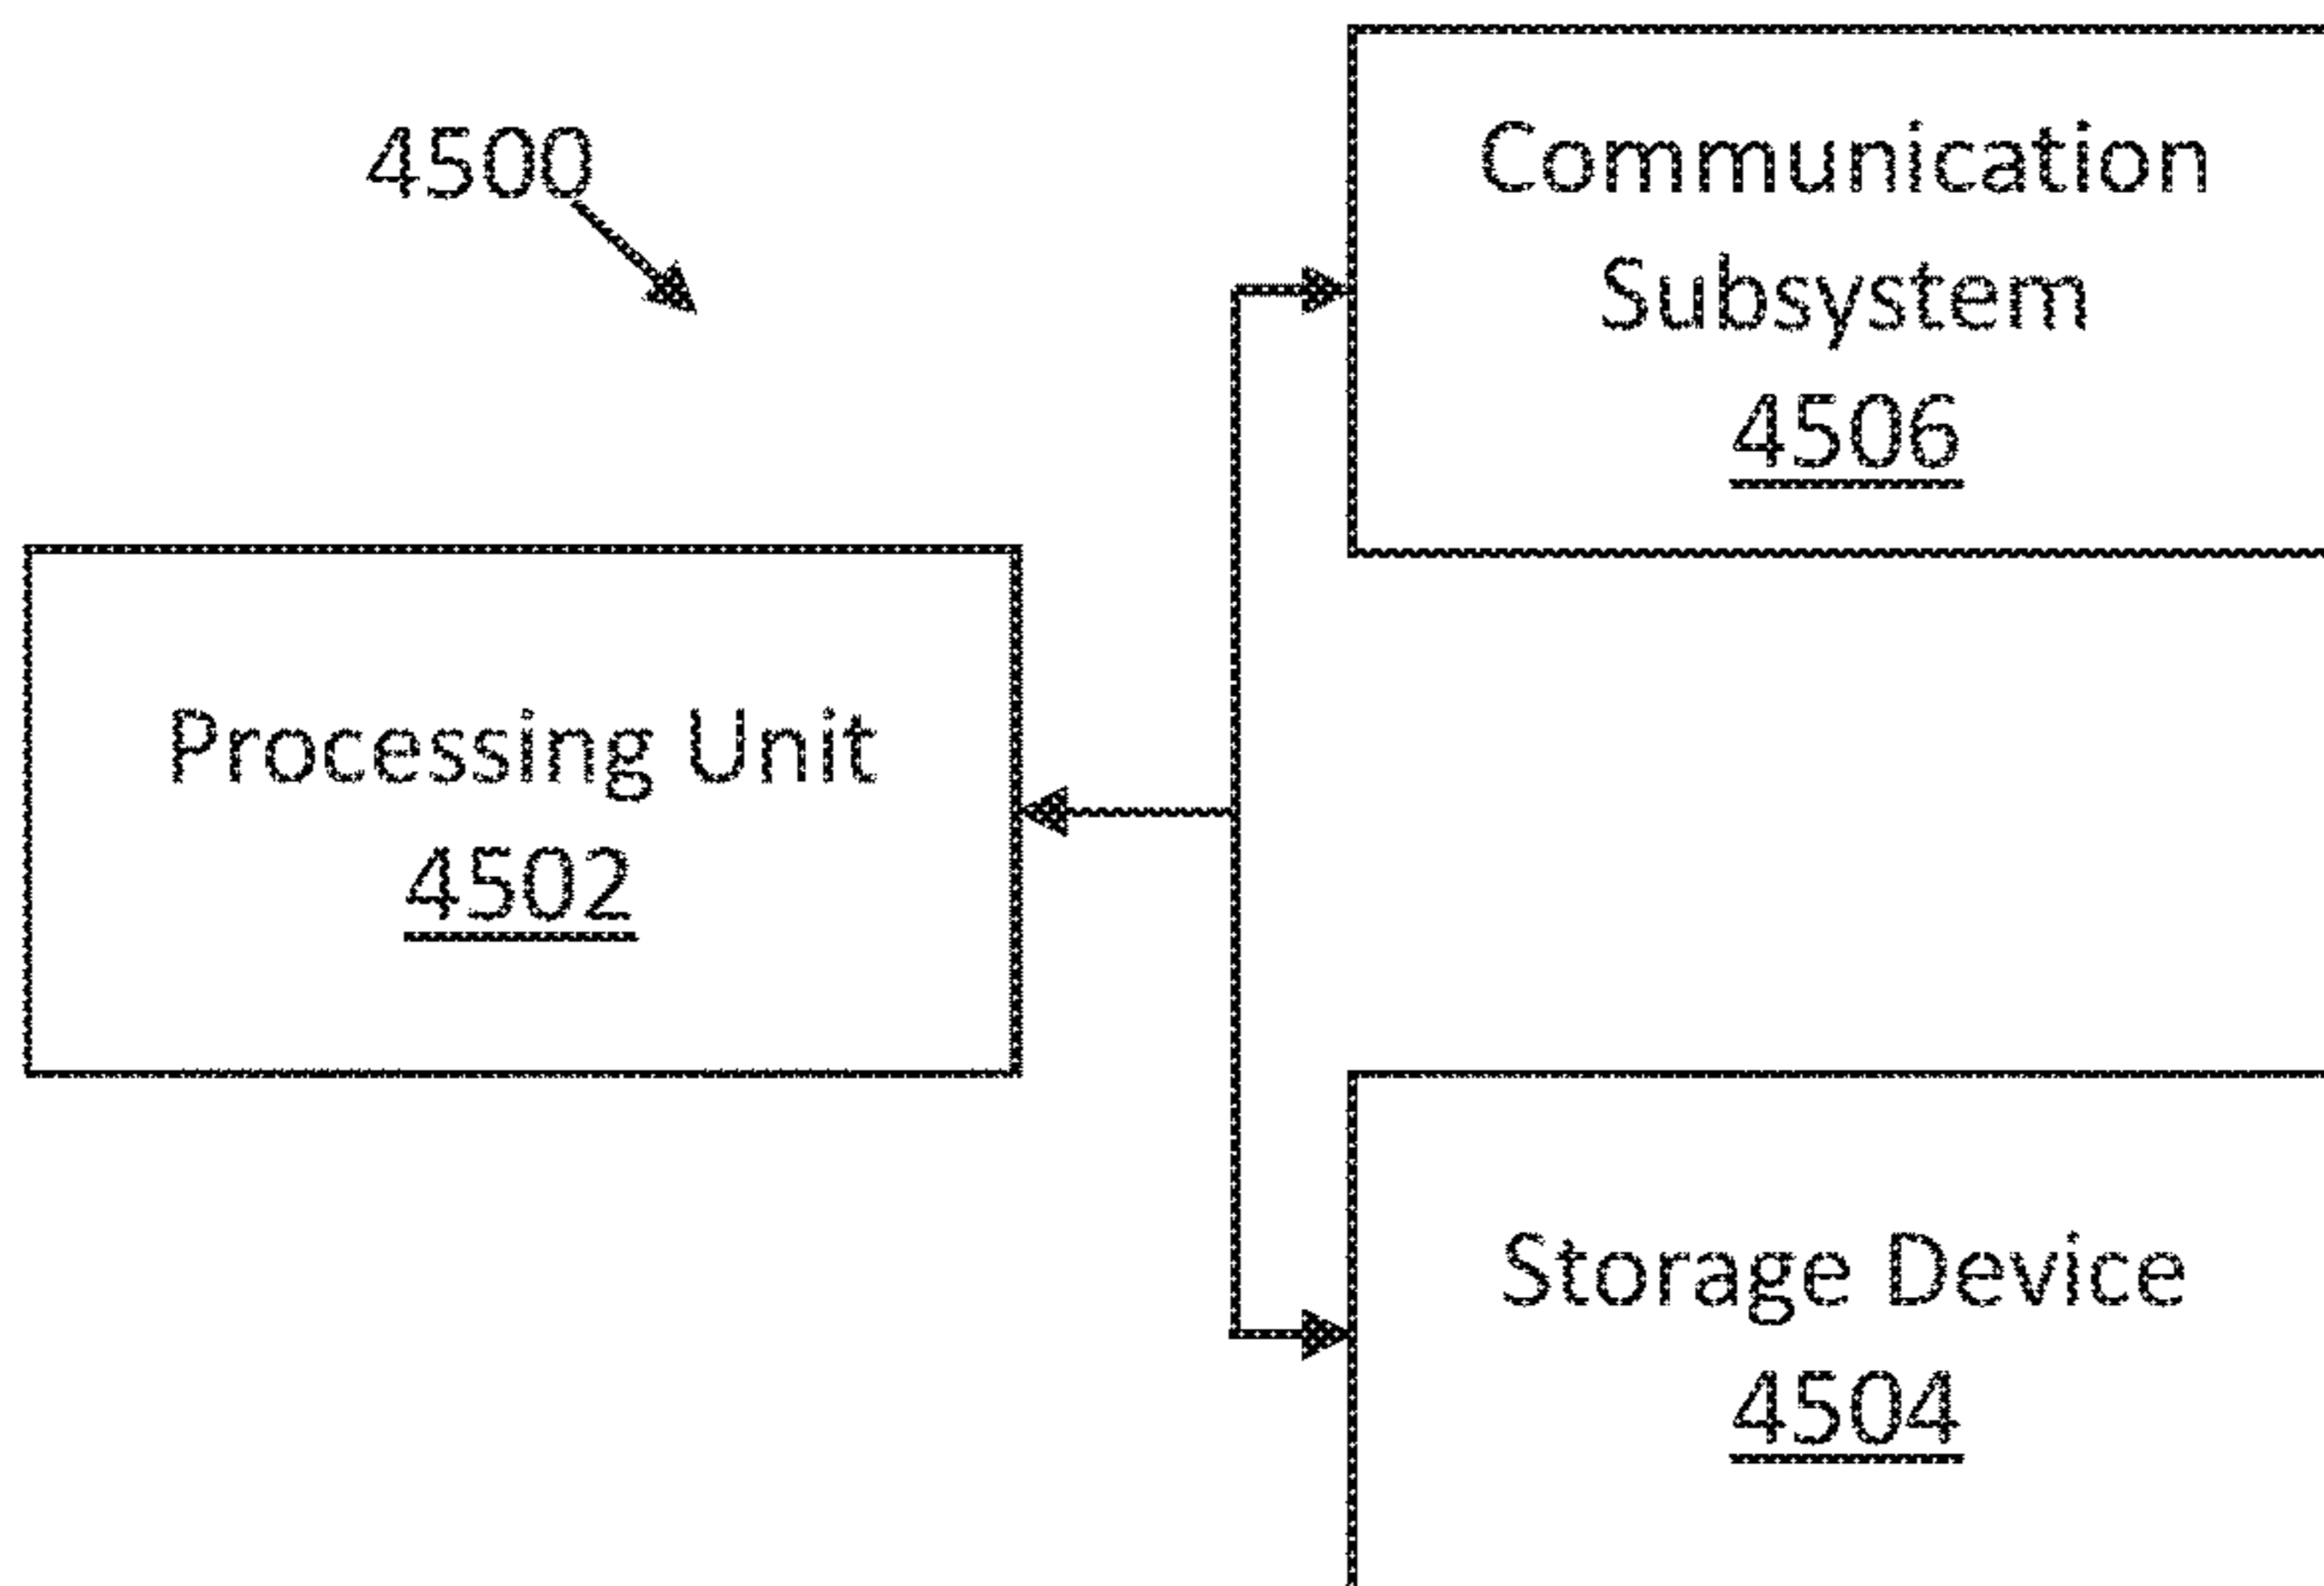 4500
Communication
Subsystem
4506
Processing Unit
4502
Storage Device
4504